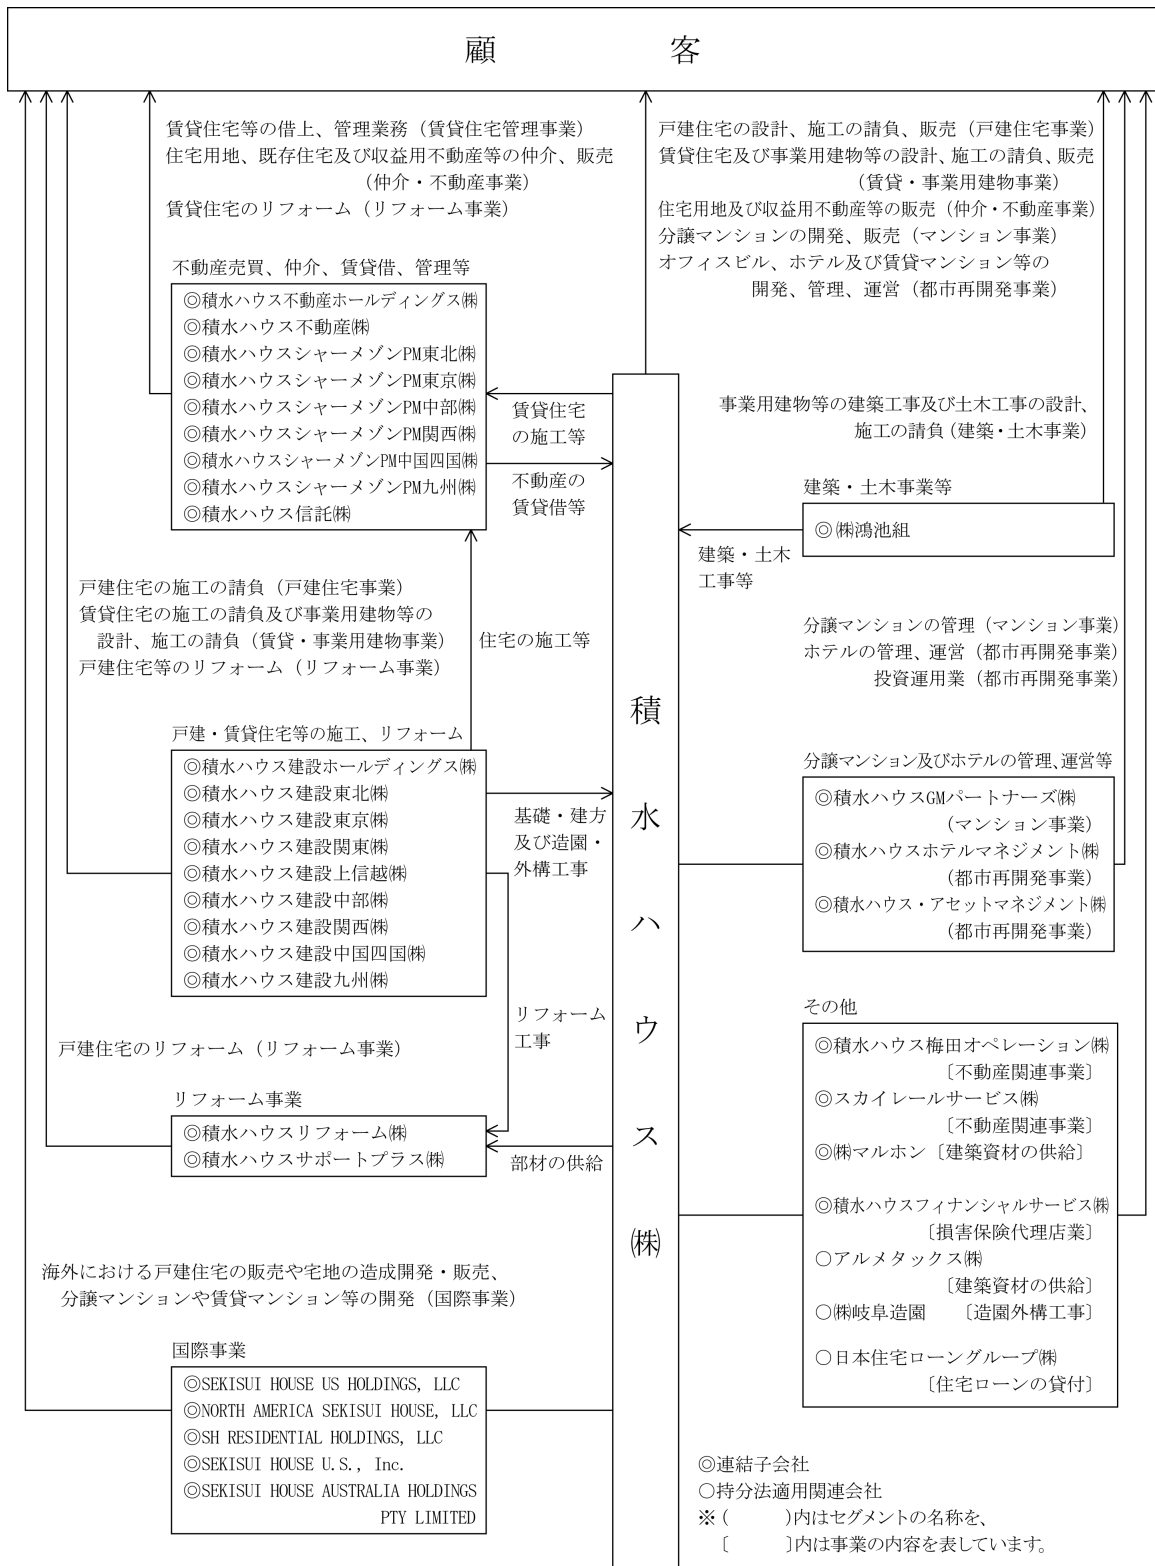 顧客
賃貸住宅等の借上、管理業務（賃貸住宅管理事業）
住宅用地、既存住宅及び収益用不動産等の仲介、販売
（仲介・不動産事業）
賃貸住宅のリフォーム（リフォーム事業）
不動産売買、仲介、賃貸借、管理等
◎積水ハウス不動産ホールディングス㈱
◎積水ハウス不動産㈱
◎積水ハウスシャーメゾンPM東北㈱
◎積水ハウスシャーメゾンPM東京㈱
◎積水ハウスシャーメゾンPM中部㈱
◎積水ハウスシャーメゾンPM関西㈱
◎積水ハウスシャーメゾンPM中国四国㈱
◎積水ハウスシャーメゾンPM九州㈱
◎積水ハウス信託㈱
賃貸住宅
の施工等
不動産の
賃貸借等
戸建住宅の施工の請負（戸建住宅事業）
賃貸住宅の施工の請負及び事業用建物等の
設計、施工の請負（賃貸・事業用建物事業）
戸建住宅等のリフォーム（リフォーム事業）
住宅の施工等
戸建・賃貸住宅等の施工、リフォーム
◎積水ハウス建設ホールディングス㈱
◎積水ハウス建設東北㈱
◎積水ハウス建設東京㈱
◎積水ハウス建設関東㈱
◎積水ハウス建設上信越㈱
◎積水ハウス建設中部㈱
◎積水ハウス建設関西㈱
◎積水ハウス建設中国四国㈱
◎積水ハウス建設九州㈱
基礎・建方
及び造園・
外構工事
リフォーム
工事
戸建住宅のリフォーム（リフォーム事業）
リフォーム事業
◎積水ハウスリフォーム㈱
◎積水ハウスサポートプラス㈱
部材の供給
海外における戸建住宅の販売や宅地の造成開発・販売、
分譲マンションや賃貸マンション等の開発（国際事業）
国際事業
◎SEKISUI HOUSE US HOLDINGS, LLC
◎NORTH AMERICA SEKISUI HOUSE, LLC
◎SH RESIDENTIAL HOLDINGS, LLC
◎SEKISUI HOUSE U.S., Inc.
◎SEKISUI HOUSE AUSTRALIA HOLDINGS
PTY LIMITED
積水ハウス㈱
戸建住宅の設計、施工の請負、販売（戸建住宅事業）
賃貸住宅及び事業用建物等の設計、施工の請負、販売
（賃貸・事業用建物事業）
住宅用地及び収益用不動産等の販売（仲介・不動産事業）
分譲マンションの開発、販売（マンション事業）
オフィスビル、ホテル及び賃貸マンション等の
開発、管理、運営（都市再開発事業）
事業用建物等の建築工事及び土木工事の設計、
施工の請負（建築・土木事業）
建築・土木事業等
◎㈱鴻池組
建築・土木
工事等
分譲マンションの管理（マンション事業）
ホテルの管理、運営（都市再開発事業）
投資運用業（都市再開発事業）
分譲マンション及びホテルの管理、運営等
◎積水ハウスGMパートナーズ㈱
（マンション事業）
◎積水ハウスホテルマネジメント㈱
（都市再開発事業）
◎積水ハウス・アセットマネジメント㈱
（都市再開発事業）
その他
◎積水ハウス梅田オペレーション㈱
〔不動産関連事業〕
◎スカイレールサービス㈱
〔不動産関連事業〕
◎㈱マルホン〔建築資材の供給〕
◎積水ハウスフィナンシャルサービス㈱
〔損害保険代理店業〕
○アルメタックス㈱
〔建築資材の供給〕
○㈱岐阜造園　〔造園外構工事〕
○日本住宅ローングループ㈱
〔住宅ローンの貸付〕
◎連結子会社
○持分法適用関連会社
※（　　）内はセグメントの名称を、
〔　　〕内は事業の内容を表しています。